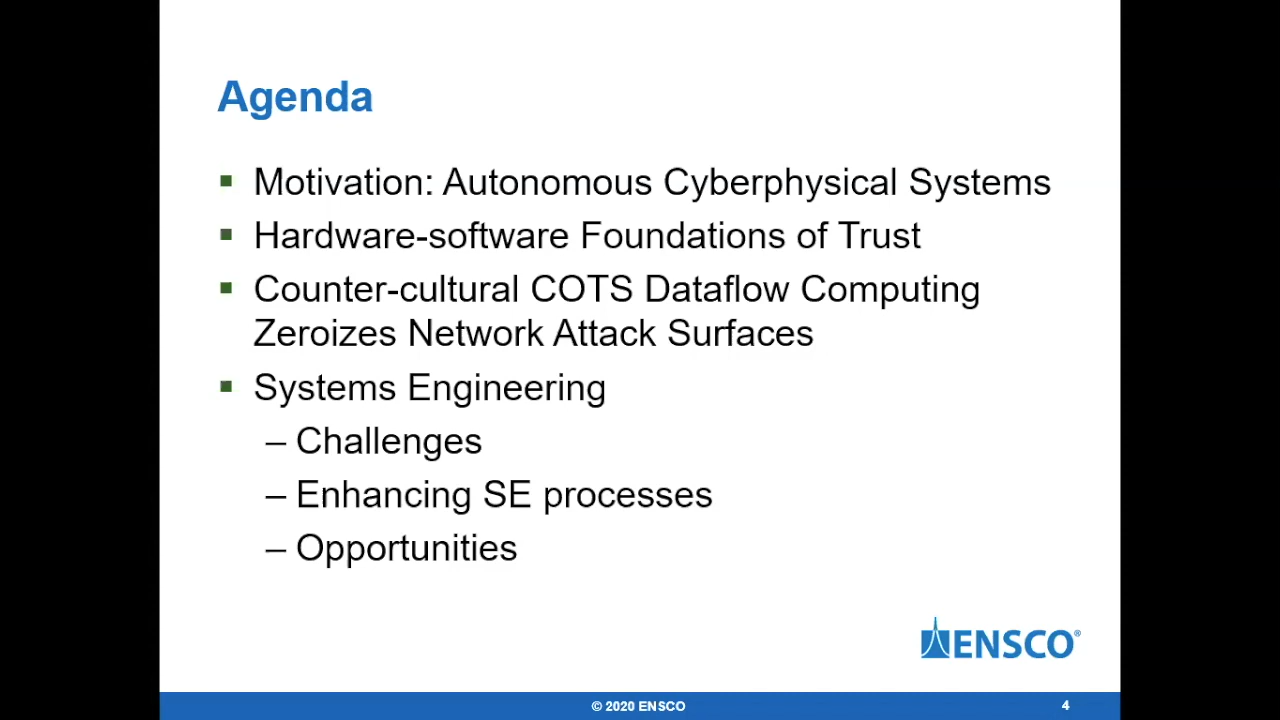 Agenda
▪ Motivation: Autonomous Cyberphysical Systems
▪ Hardware-software Foundations of Trust
▪ Counter-cultural COTS Dataflow Computing
Zeroizes Network Attack Surfaces
▪ Systems Engineering
– Challenges
– Enhancing SE processes
– Opportunities
ENSCO®
© 2020 ENSCO
4